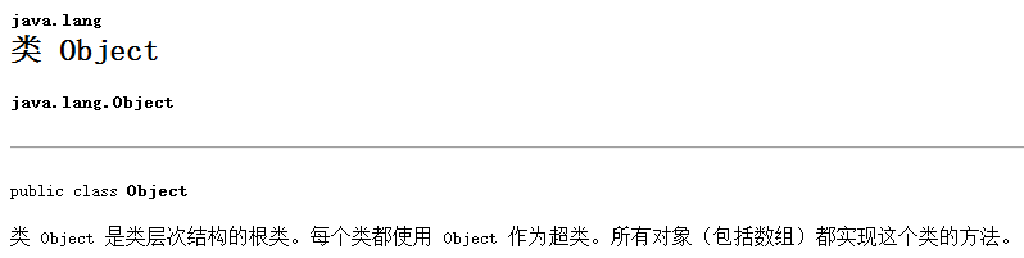 java.lang
类 Object
java.lang.Object
public class Object
类 Object 是类层次结构的根类。每个类都使用 Object 作为超类。所有对象（包括数组）都实现这个类的方法。